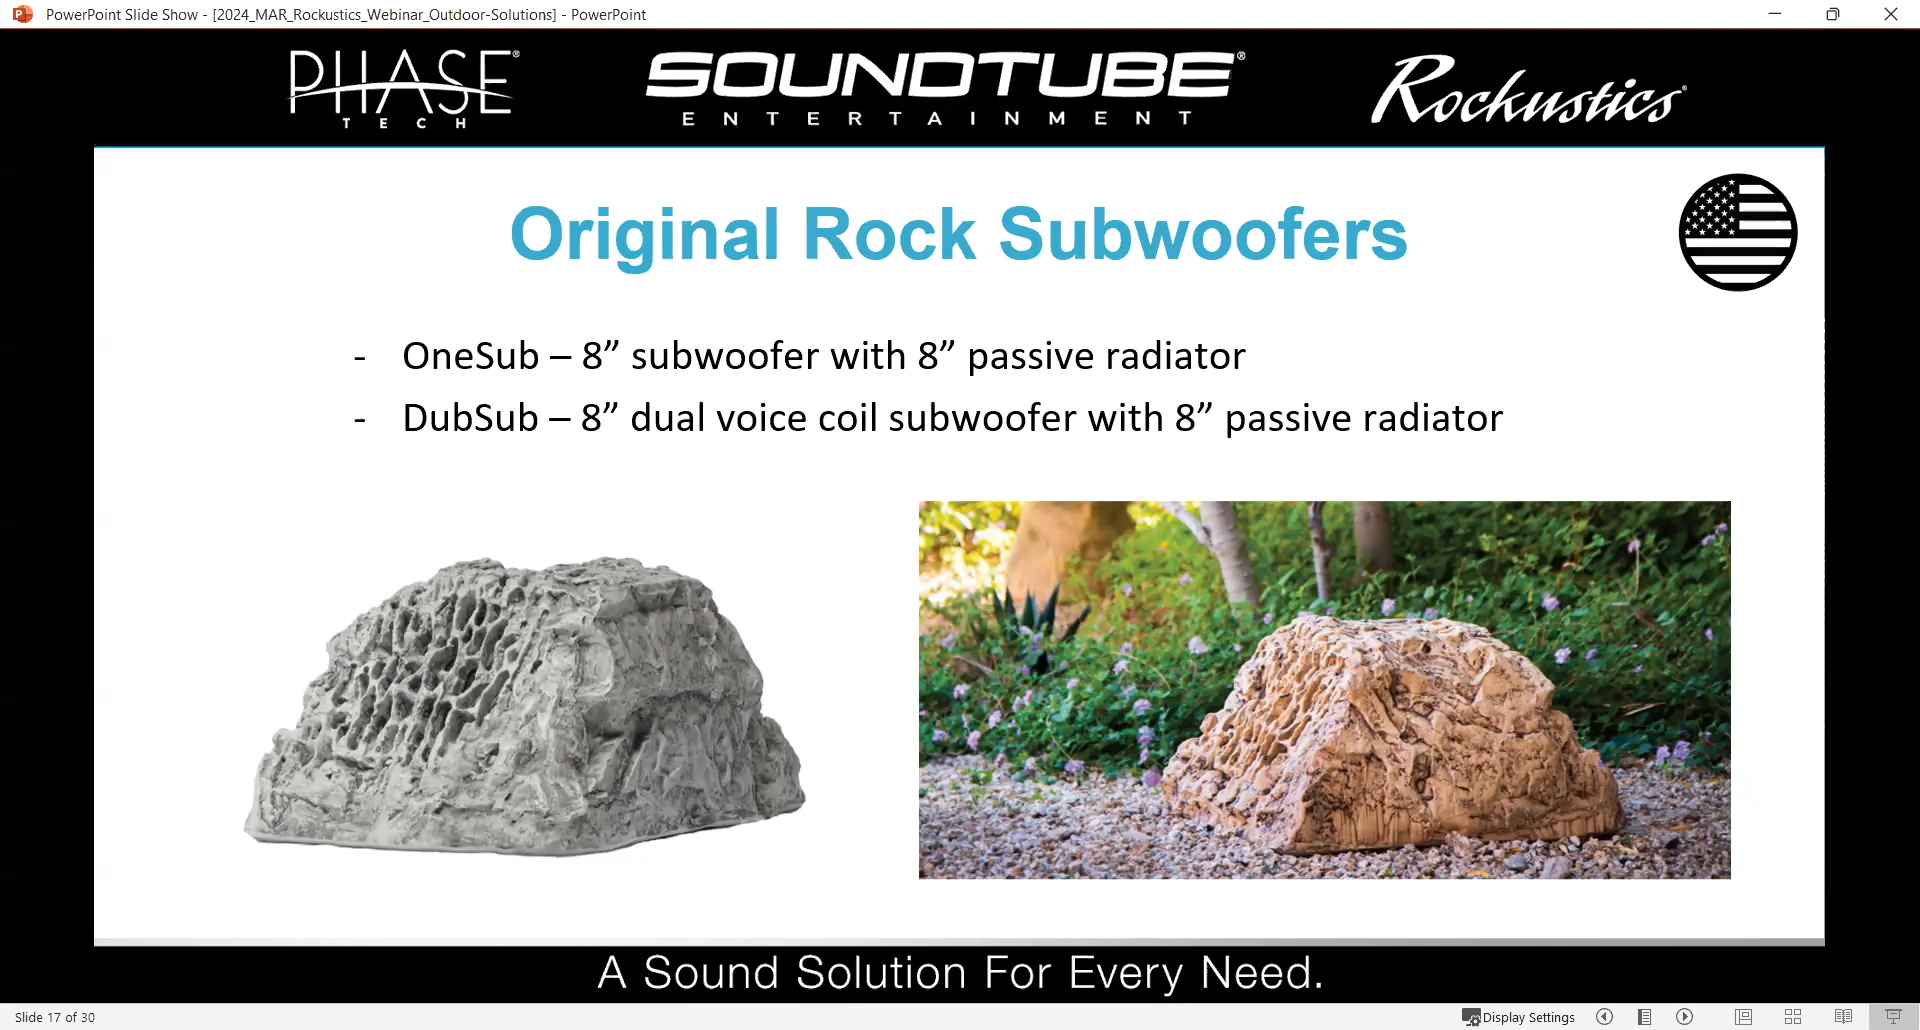 PowerPoint Slide Show - [2024_MAR_Rockustics_Webinar_Outdoor-Solutions] - PowerPoint
PHASE®
TECH
SOUNDTUBE®
ENTERTAINMENT
Rockustics®
Original Rock Subwoofers
- OneSub – 8” subwoofer with 8” passive radiator
- DubSub – 8” dual voice coil subwoofer with 8” passive radiator
A Sound Solution For Every Need.
Slide 17 of 30
Display Settings